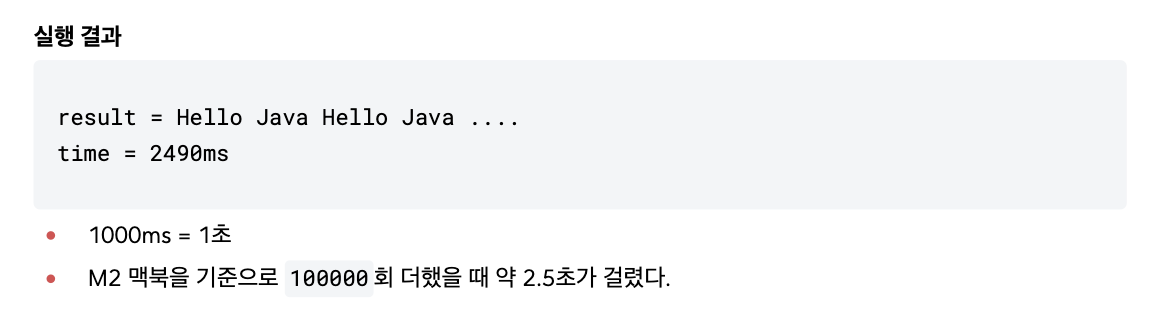 실행 결과
result = Hello Java Hello Java ....
time = 2490ms
• 1000ms = 1초
• M2 맥북을 기준으로 100000회 더했을 때 약 2.5초가 걸렸다.